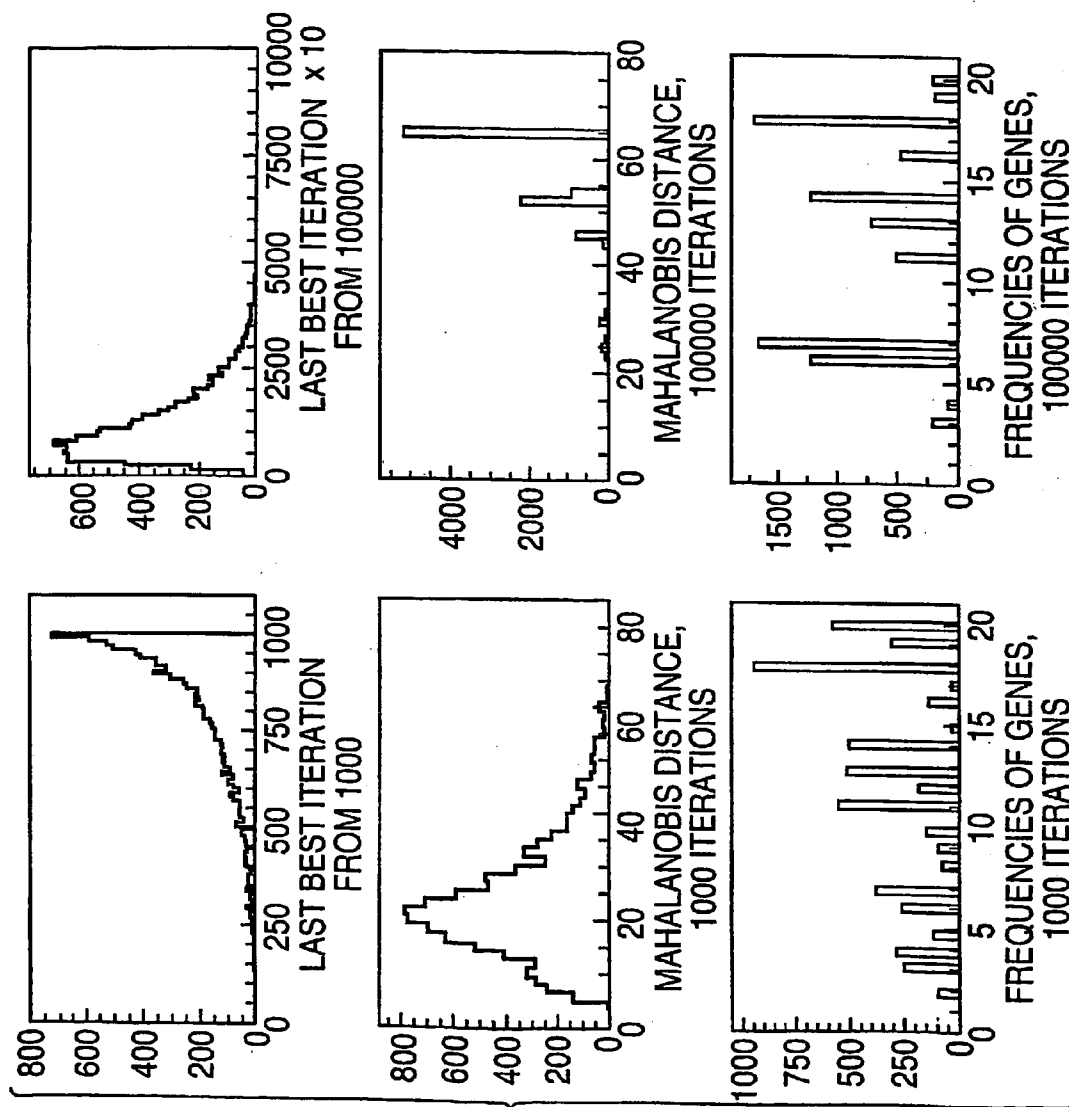 800
600
400
200
0
0 250 500 750 1000
LAST BEST ITERATION
FROM 1000
600
400
200
0
0 2500 5000 7500 10000
LAST BEST ITERATION x 10
FROM 100000
800
600
400
200
0
0 20 40 60 80
MAHALANOBIS DISTANCE,
1000 ITERATIONS
4000
2000
0
0 20 40 60 80
MAHALANOBIS DISTANCE,
100000 ITERATIONS
1000
750
500
250
0
0 5 10 15 20
FREQUENCIES OF GENES,
1000 ITERATIONS
1500
1000
500
0
0 5 10 15 20
FREQUENCIES OF GENES,
100000 ITERATIONS